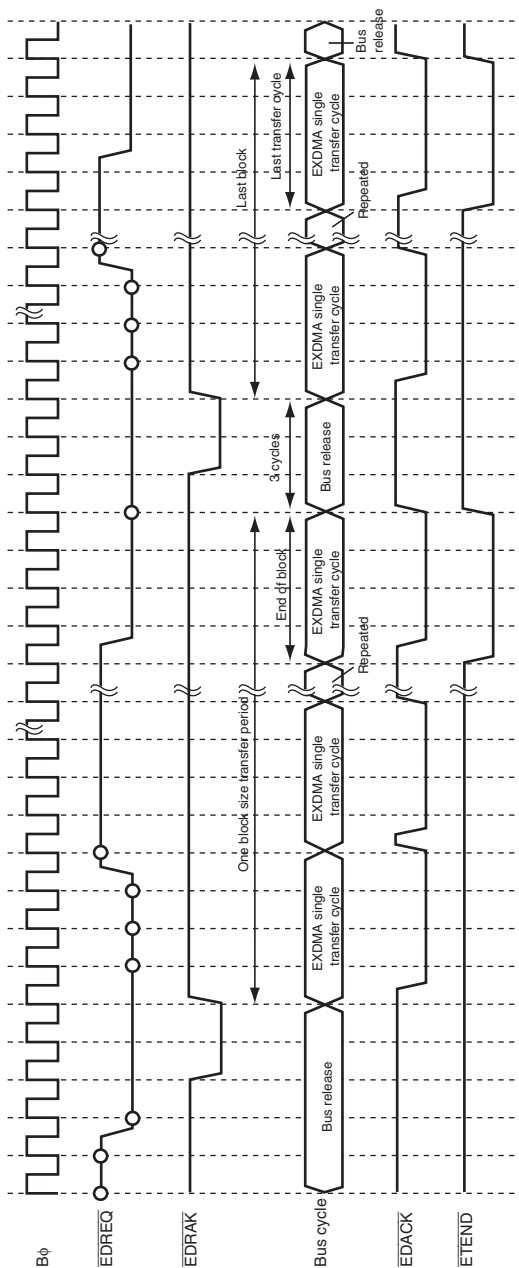 Bφ
EDREQ
EDRAK
One block size transfer period
Last block
End of block
3 cycles
Last transfer cycle
Bus cycle
Bus release
EXDMA single
transfer cycle
EXDMA single
transfer cycle
Repeated
EXDMA single
transfer cycle
Bus release
EXDMA single
transfer cycle
Repeated
EXDMA single
transfer cycle
Bus
release
EDACK
ETEND